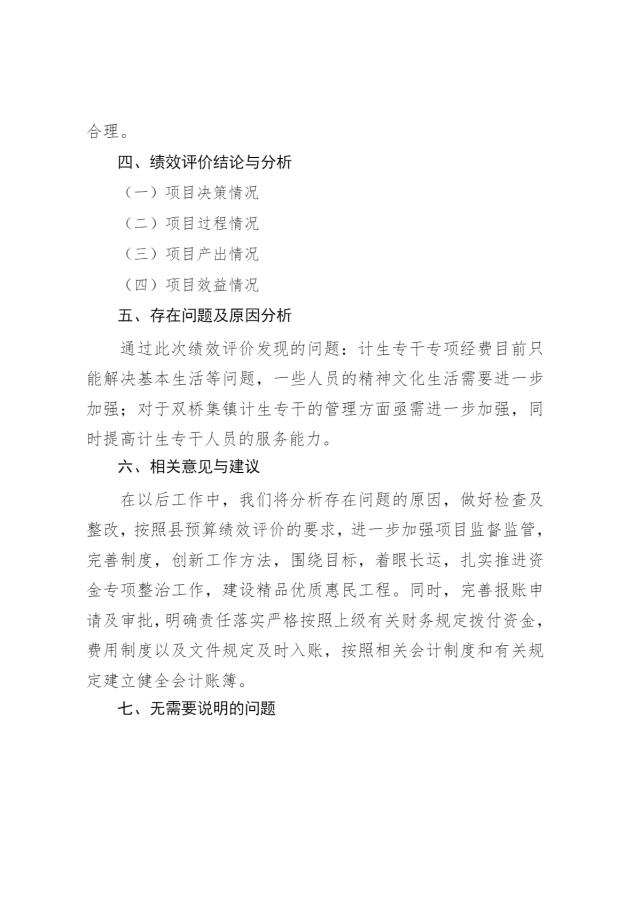 合理。
四、绩效评价结论与分析
（一）项目决策情况
（二）项目过程情况
（三）项目产出情况
（四）项目效益情况
五、存在问题及原因分析
通过此次绩效评价发现的问题：计生专干专项经费目前只
能解决基本生活等问题，一些人员的精神文化生活需要进一步
加强；对于双桥集镇计生专干的管理方面亟需进一步加强，同
时提高计生专干人员的服务能力。
六、相关意见与建议
在以后工作中，我们将分析存在问题的原因，做好检查及
整改，按照县预算绩效评价的要求，进一步加强项目监督监管，
完善制度，创新工作方法，围绕目标，着眼长运，扎实推进资
金专项整治工作，建设精品优质惠民工程。同时，完善报账申
请及审批，明确责任落实严格按照上级有关财务规定拨付资金，
费用制度以及文件规定及时入账，按照相关会计制度和有关规
定建立健全会计账簿。
七、无需要说明的问题